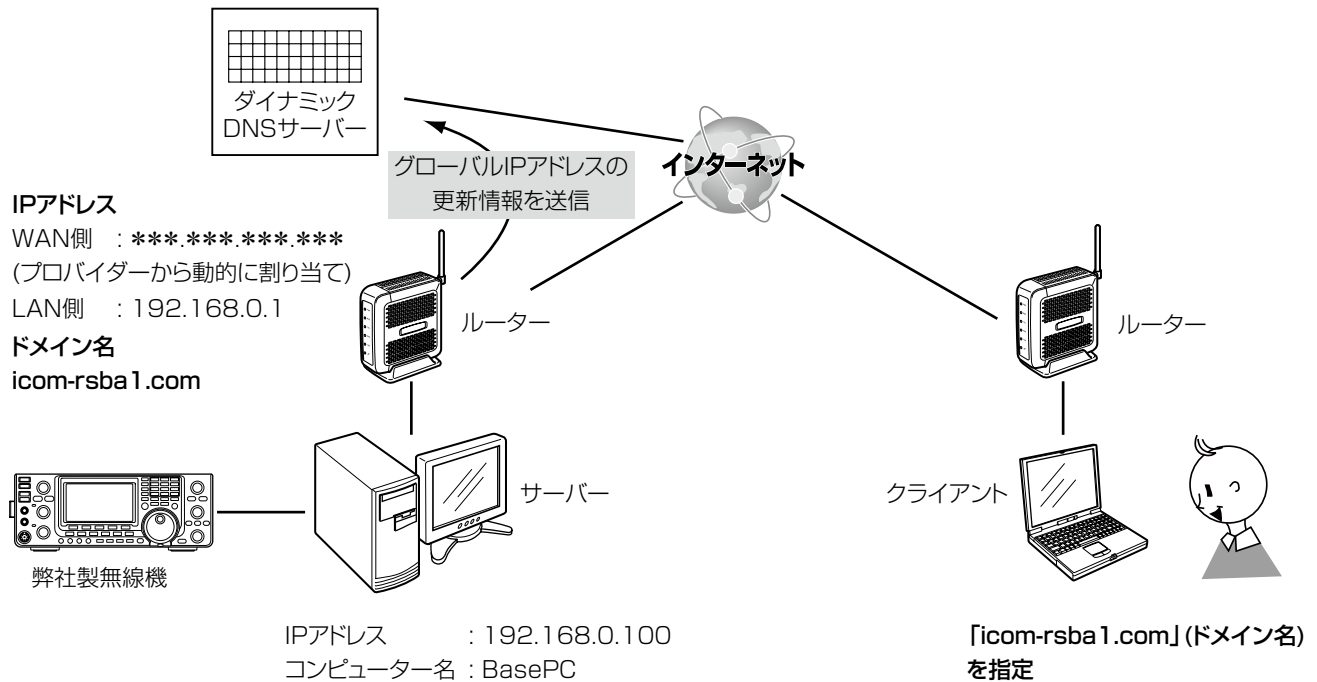 ダイナミック
DNSサーバー
グローバルIPアドレスの
更新情報を送信
インターネット
IPアドレス
WAN側 : ***.***.***.***
(プロバイダーから動的に割り当て)
LAN側 : 192.168.0.1
ドメイン名
icom-rsba1.com
ルーター
ルーター
サーバー
クライアント
弊社製無線機
IPアドレス : 192.168.0.100
コンピューター名 : BasePC
「icom-rsba1.com」(ドメイン名)
を指定